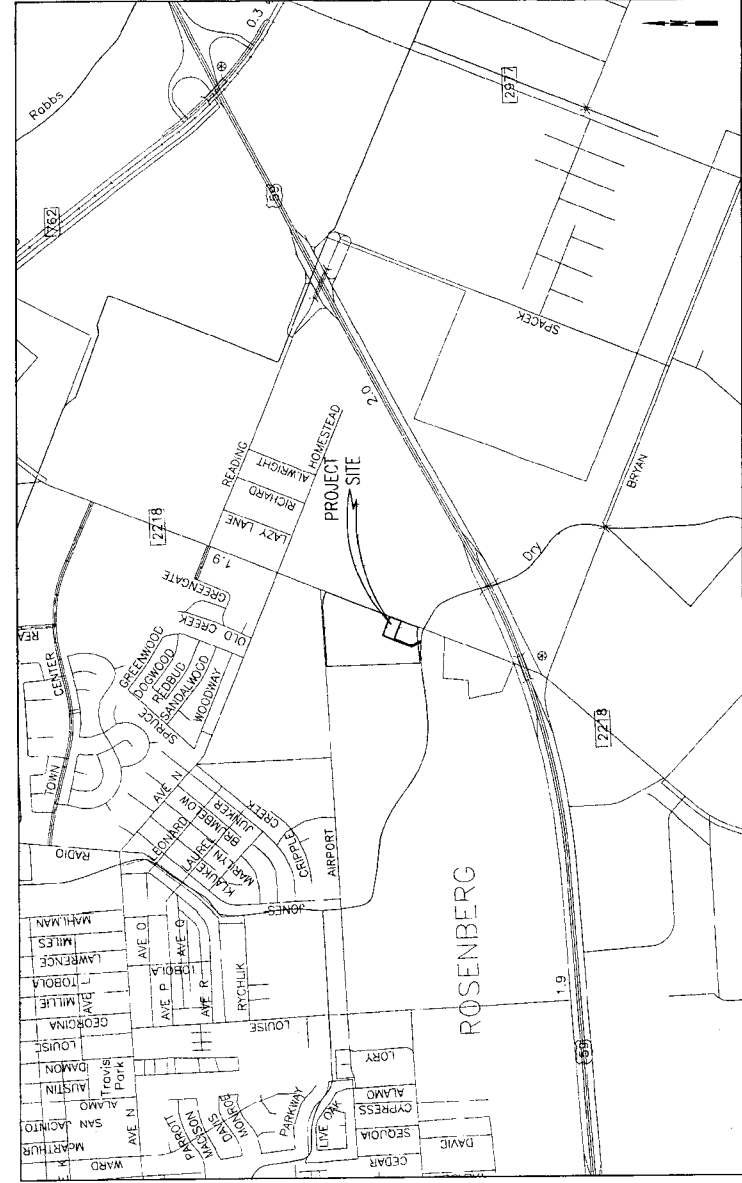 Rabbs
0.3
762
59
2977
SPACEK
BRYAN
2.0
READING
ALWRIGHT
RICHARD
LAZY LANE
HOMESTEAD
PROJECT
SITE
2218
1.9
GREENGATE
OLD CREEK
GREENWOOD
DOGWOOD
REDBUD
SANDALWOOD
SPRUCE
WOODWAY
REA
CENTER
TOWN
RADIO
AVE N
LEONARD
LAUREL
KLAUKE
MARILYN
BRUMBELOW
JUNKER
CRIPPLE
CREEK
AIRPORT
JONES
Dry
2218
ROSENBERG
1.9
59
MAHLMAN
MILES
LAWRENCE
TOBOLA
MILLIE
AVE L
GEORGINA
LOUISE
DAMON
AUSTIN
Travis
Park
ALAMO
SAN JACINTO
McARTHUR
WARD
K
AVE N
AVE O
AVE P
AVE Q
AVE R
TOBOLA
RYCHLIK
LOUISE
PARROTT
MADISON
DAVIS
MONROE
PARKWAY
LIVE OAK
LORY
ALAMO
CYPRESS
SEQUOIA
CEDAR